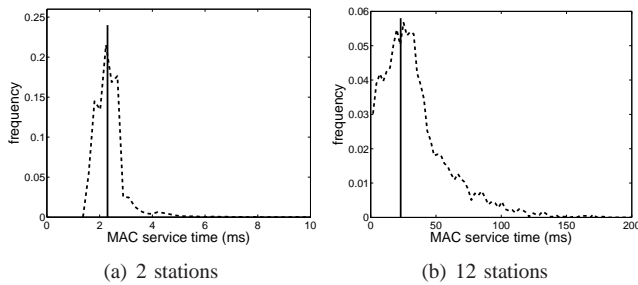 0.25
0.2
0.15
0.1
0.05
0
frequency
0 2 4 6 8 10
MAC service time (ms)
(a) 2 stations
0.06
0.05
0.04
0.03
0.02
0.01
0
frequency
0 50 100 150 200
MAC service time (ms)
(b) 12 stations